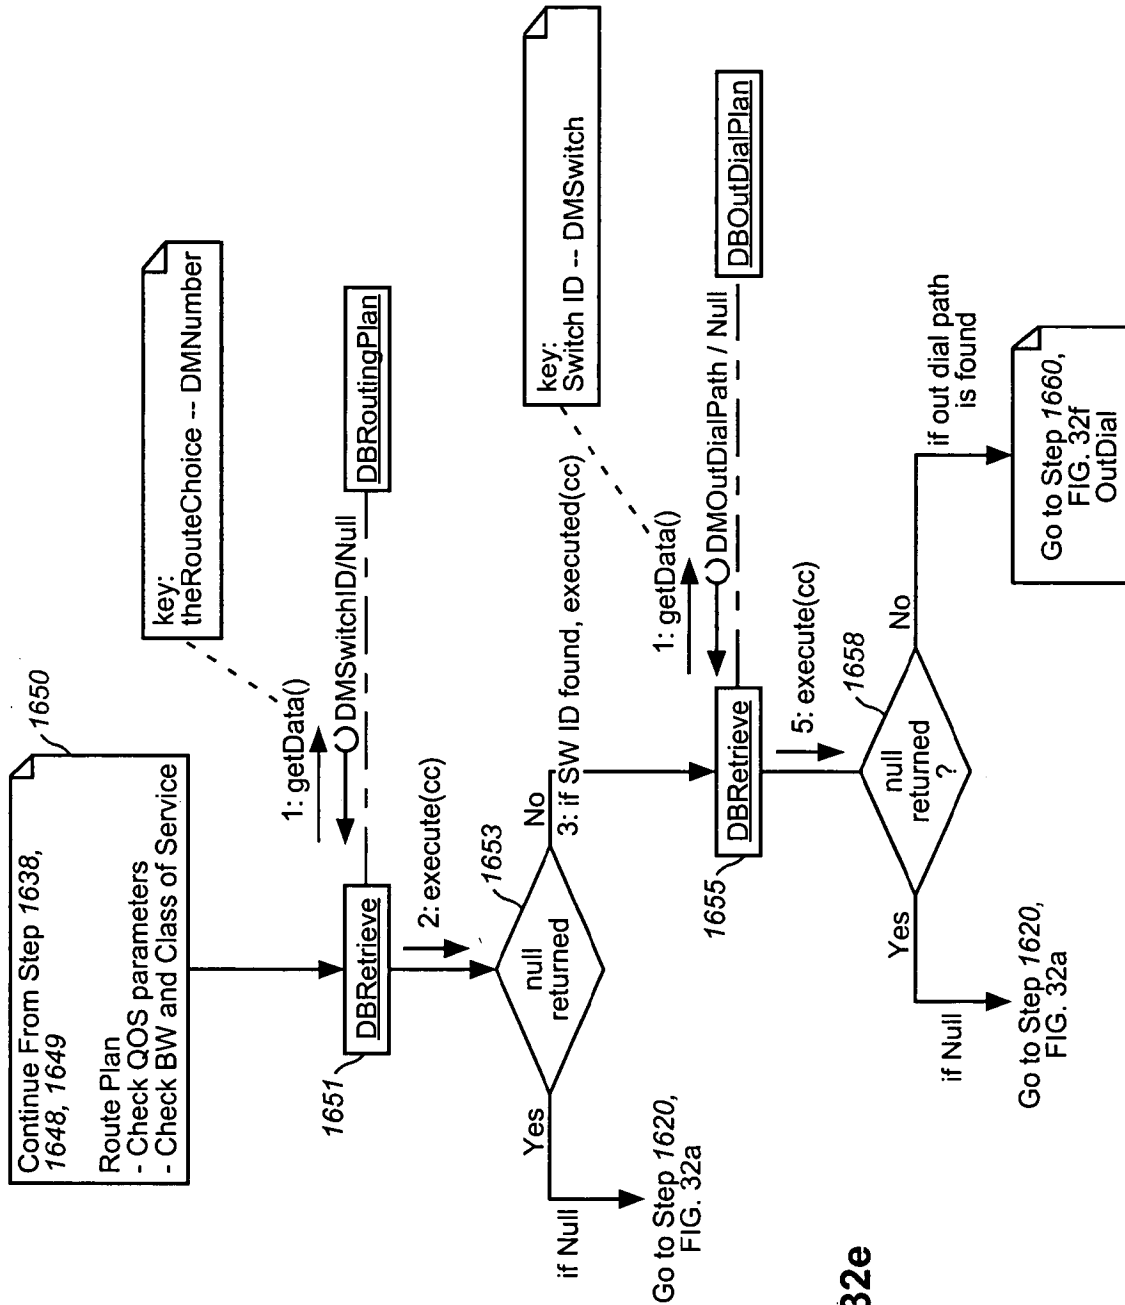 Continue From Step 1638,
1648, 1649
Route Plan
- Check QOS parameters
- Check BW and Class of Service
1650
key:
theRouteChoice -- DMNumber
1: getData()
DMSwitchID/Null
DBRetrieve
DBRoutingPlan
1651
2: execute(cc)
1653
null
returned
Yes
No
if Null
Go to Step 1620,
FIG. 32a
3: if SW ID found, executed(cc)
key:
Switch ID -- DMSwitch
1: getData()
DMOutDialPath / Null
DBRetrieve
DBOutDialPlan
1655
5: execute(cc)
1658
null
returned
?
Yes
No
if Null
Go to Step 1620,
FIG. 32a
if out dial path
is found
Go to Step 1660,
FIG. 32f
OutDial
32e